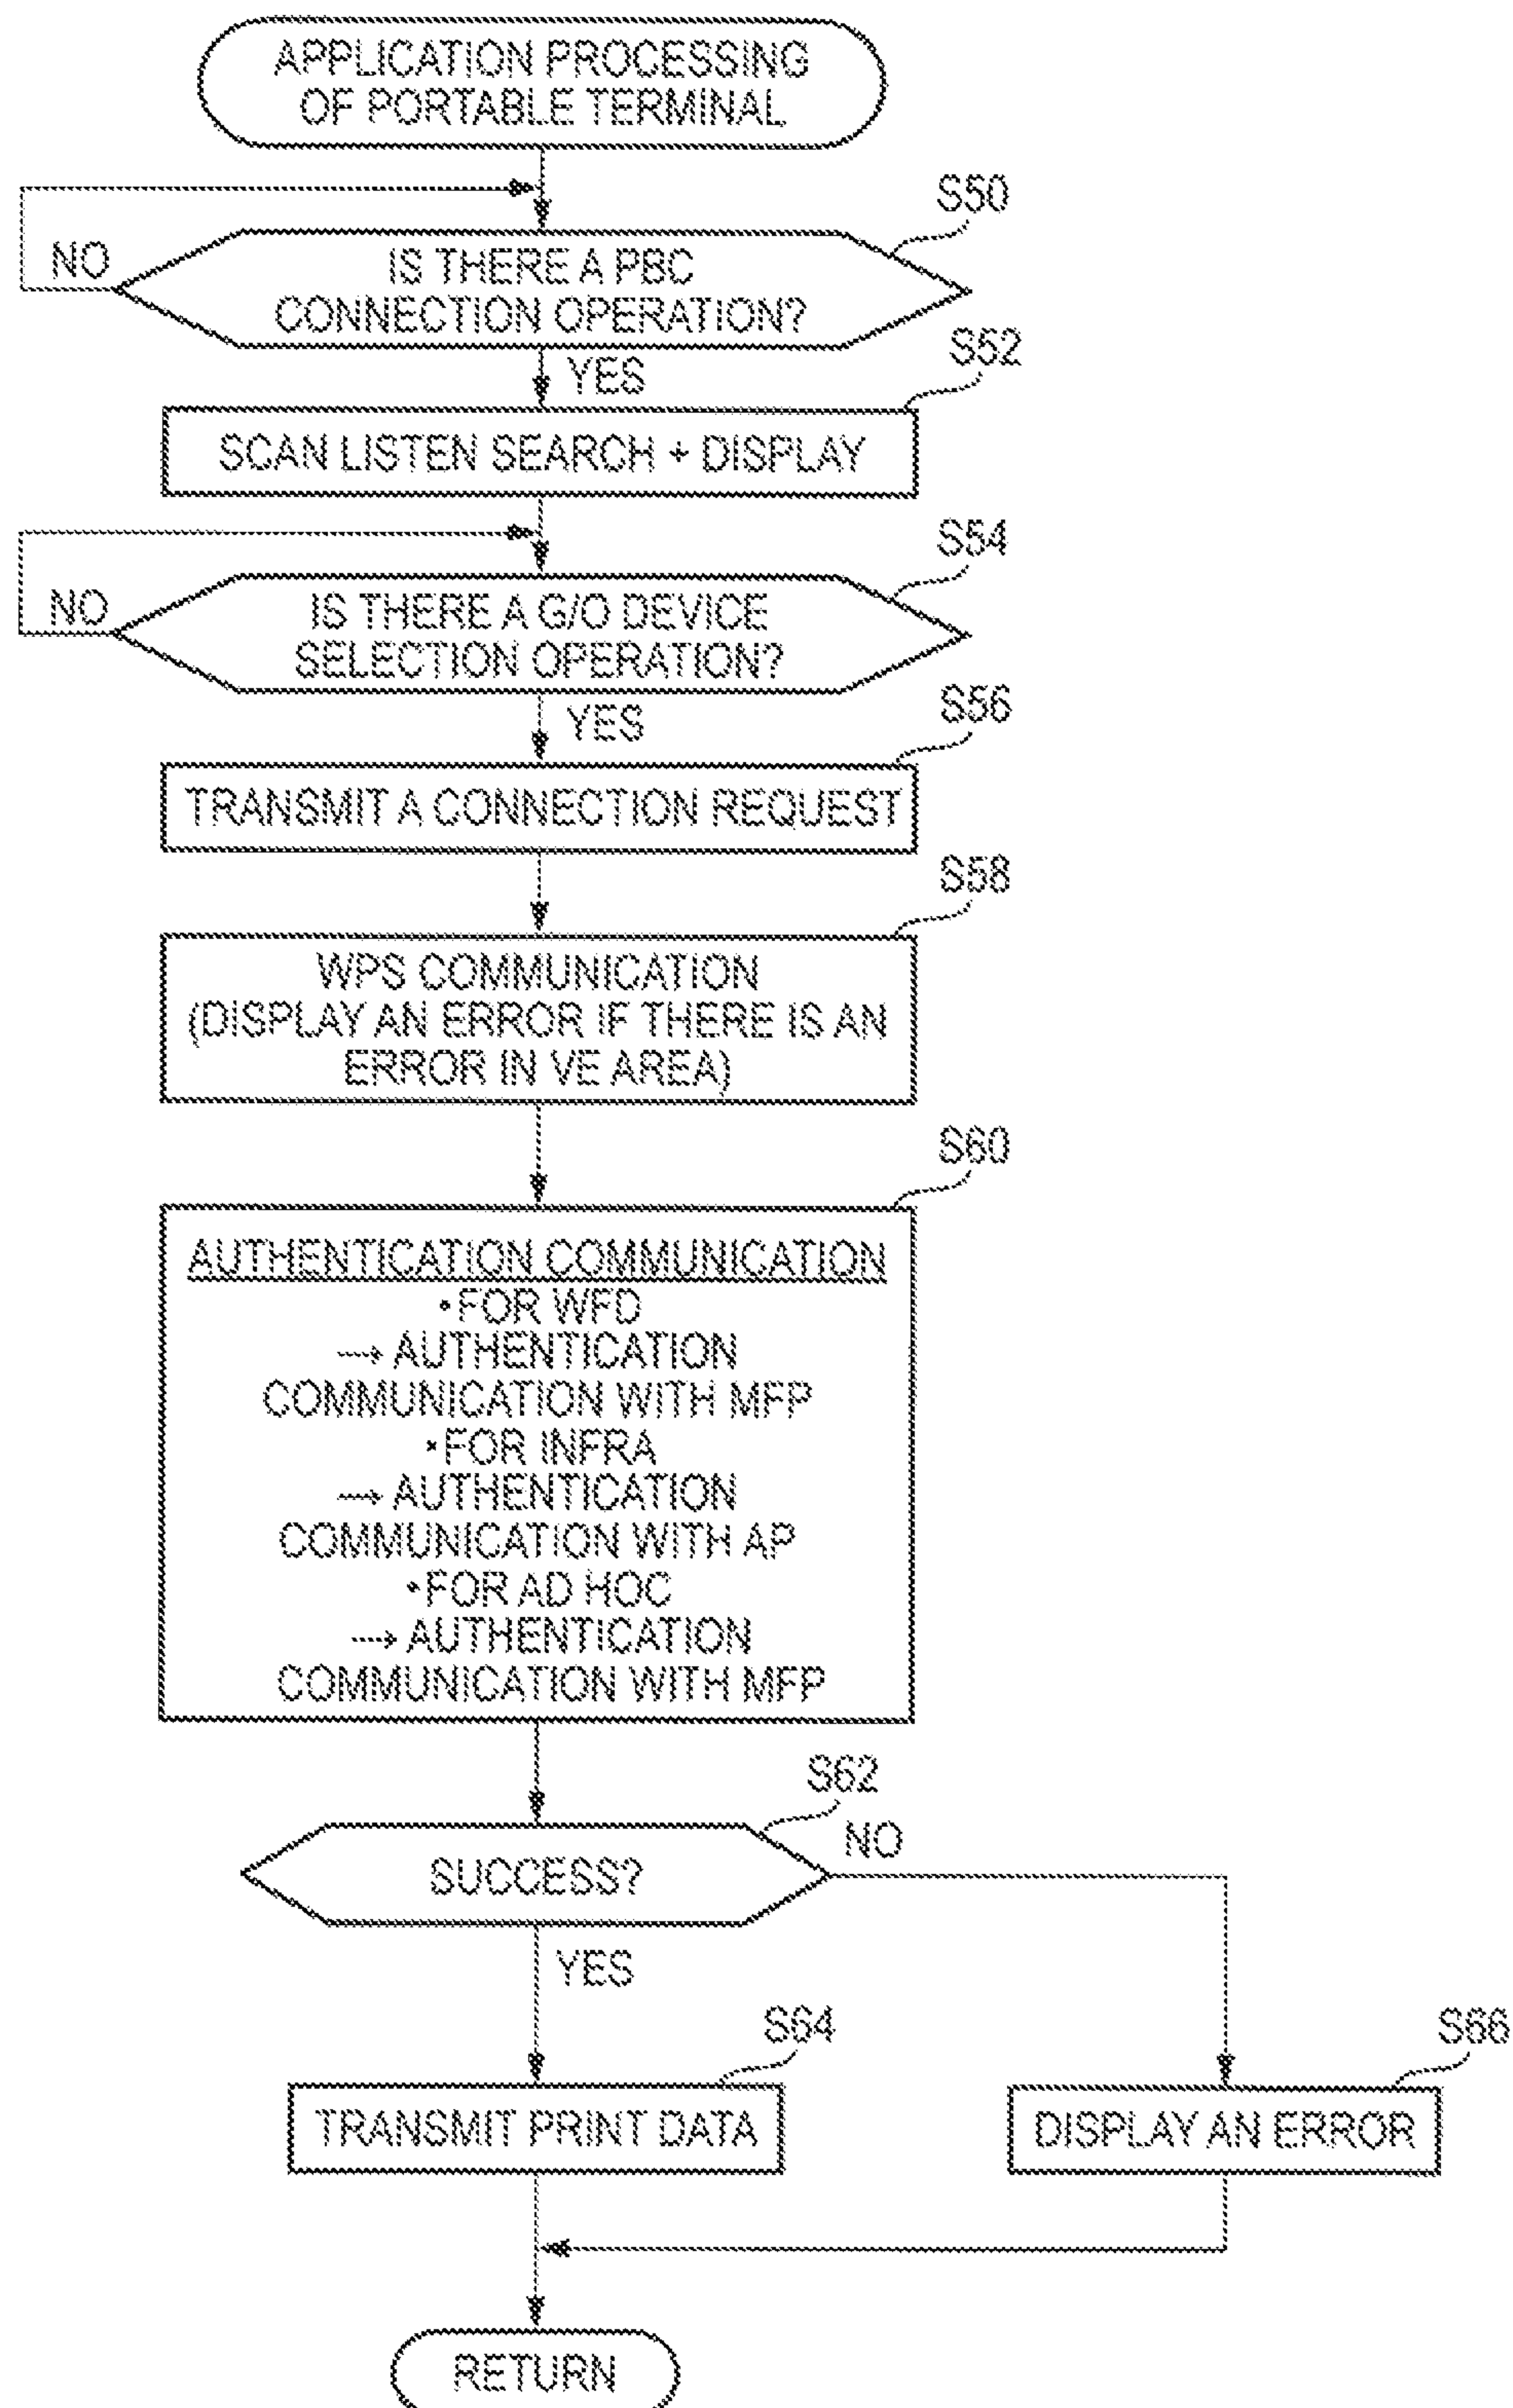 APPLICATION PROCESSING
OF PORTABLE TERMINAL
S50
NO
IS THERE A PBC
CONNECTION OPERATION?
YES
S52
SCAN LISTEN SEARCH + DISPLAY
S54
NO
IS THERE A G/O DEVICE
SELECTION OPERATION?
YES
S56
TRANSMIT A CONNECTION REQUEST
S58
WPS COMMUNICATION
(DISPLAY AN ERROR IF THERE IS AN
ERROR IN VE AREA)
S60
AUTHENTICATION COMMUNICATION
• FOR WFD
→ AUTHENTICATION
COMMUNICATION WITH MFP
• FOR INFRA
→ AUTHENTICATION
COMMUNICATION WITH AP
• FOR AD HOC
→ AUTHENTICATION
COMMUNICATION WITH MFP
S62
SUCCESS?
NO
YES
S64
TRANSMIT PRINT DATA
S66
DISPLAY AN ERROR
RETURN